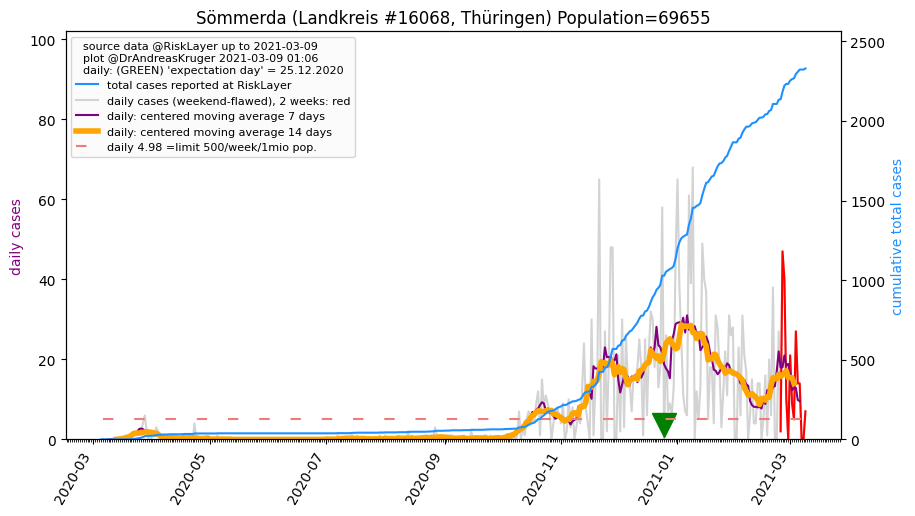 Sömmerda (Landkreis #16068, Thüringen) Population=69655
source data @RiskLayer up to 2021-03-09
plot @DrAndreasKruger 2021-03-09 01:06
daily: (GREEN) 'expectation day' = 25.12.2020
total cases reported at RiskLayer
daily cases (weekend-flawed), 2 weeks: red
daily: centered moving average 7 days
daily: centered moving average 14 days
daily 4.98 =limit 500/week/1mio pop.
daily cases
100
80
60
40
20
0
cumulative total cases
2500
2000
1500
1000
500
0
2020-03
2020-05
2020-07
2020-09
2020-11
2021-01
2021-03